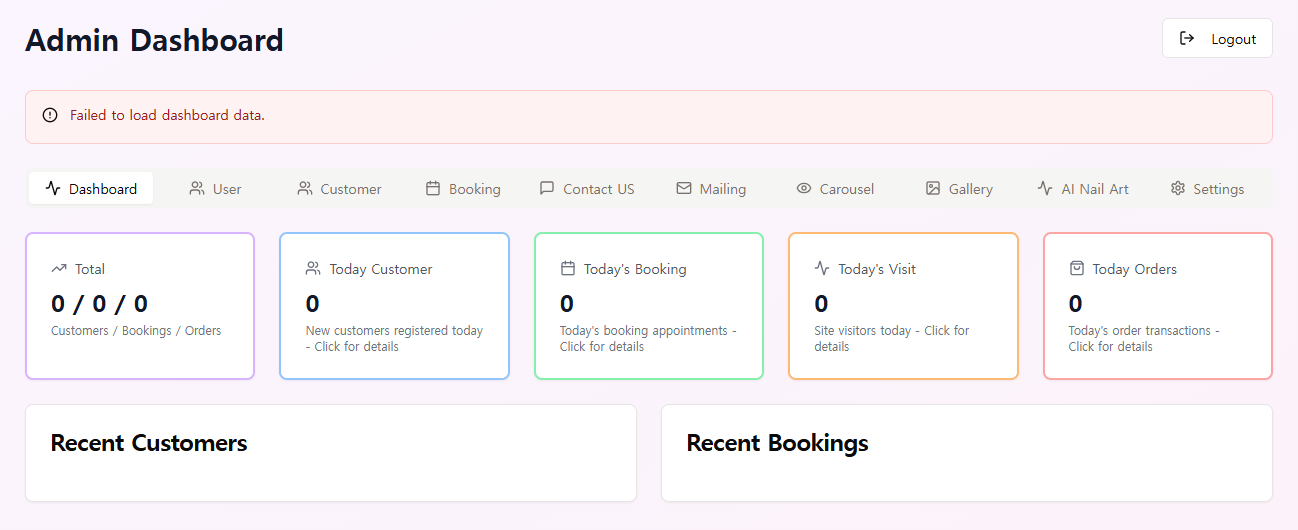 Admin Dashboard
Logout
Failed to load dashboard data.
Dashboard
User
Customer
Booking
Contact US
Mailing
Carousel
Gallery
AI Nail Art
Settings
Total
0 / 0 / 0
Customers / Bookings / Orders
Today Customer
0
New customers registered today
- Click for details
Today's Booking
0
Today's booking appointments -
Click for details
Today's Visit
0
Site visitors today - Click for
details
Today Orders
0
Today's order transactions -
Click for details
Recent Customers
Recent Bookings